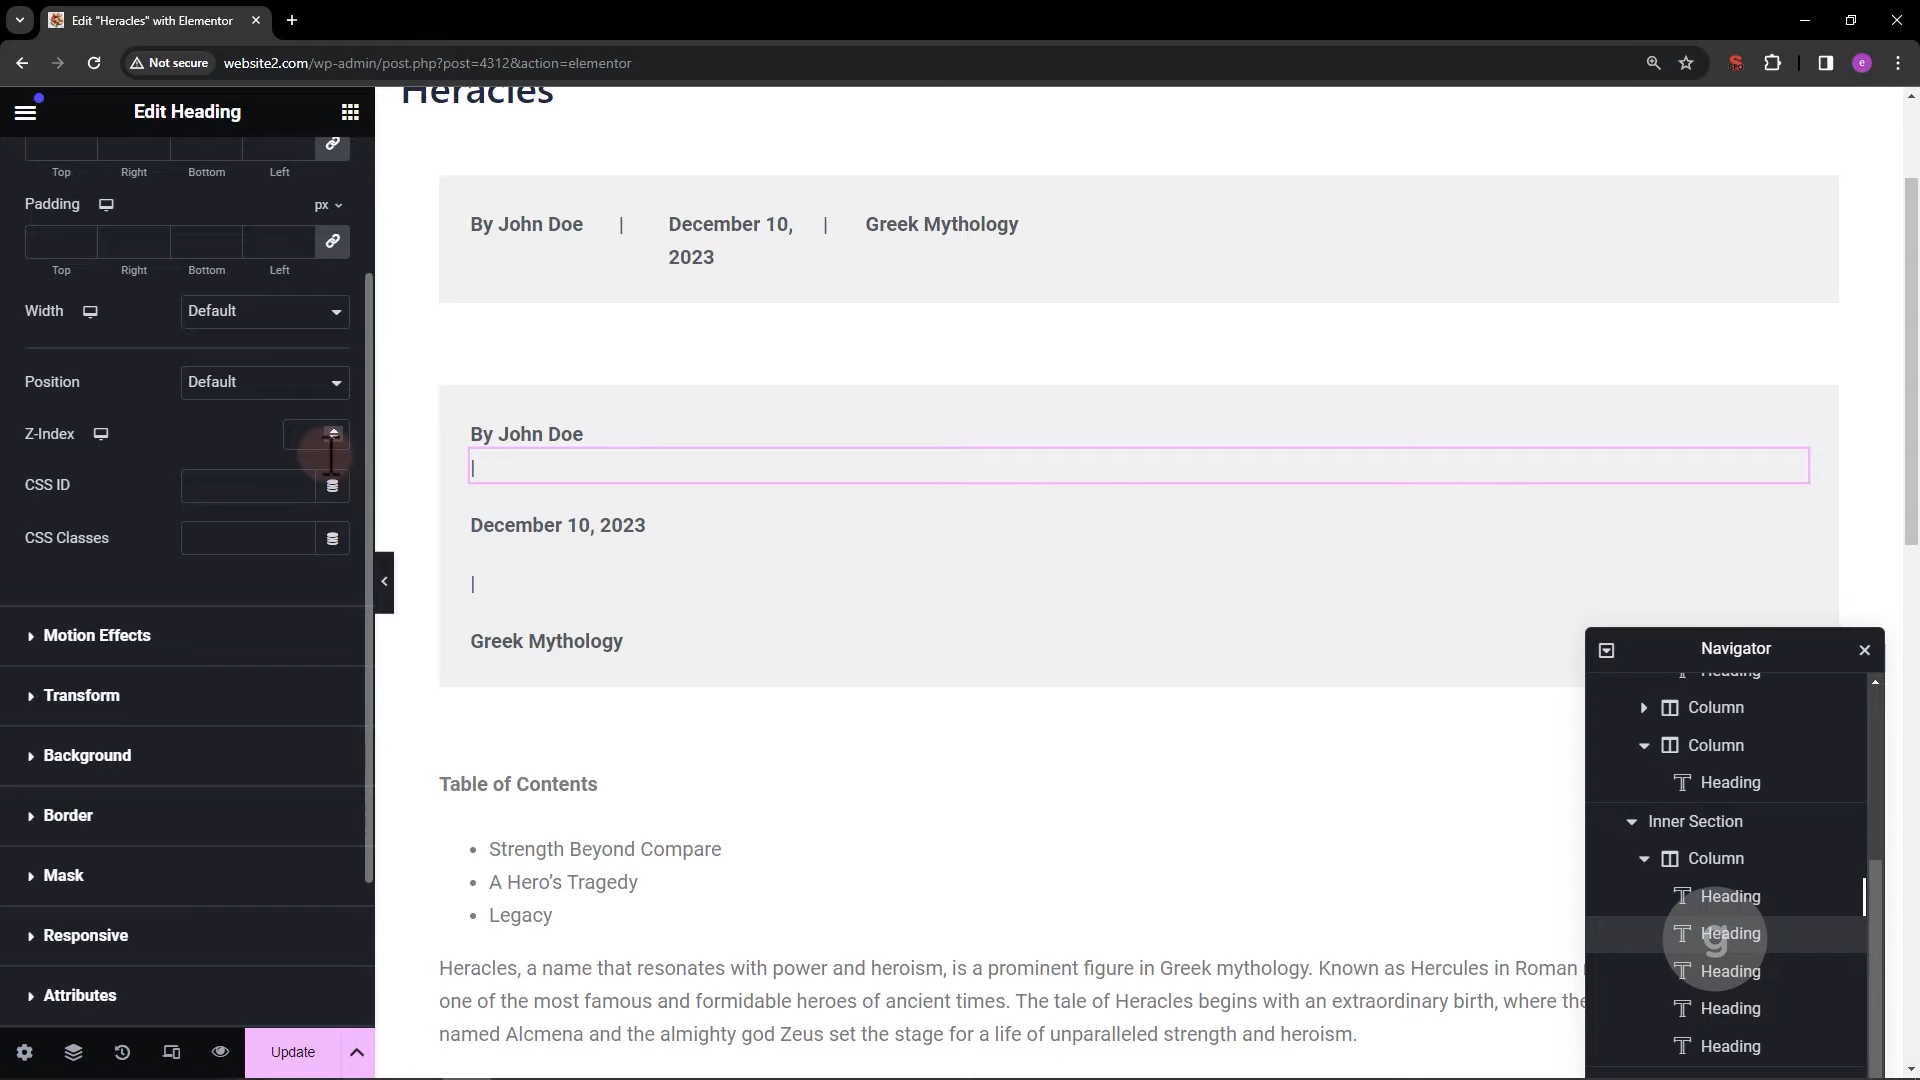 Edit "Heracles" with Elementor
Not secure
website2.com/wp-admin/post.php?post=4312&action=elementor
e
Edit Heading
Top Right Bottom Left
Padding px
Top Right Bottom Left
Width Default
Position Default
Z-Index
CSS ID
CSS Classes
Motion Effects
Transform
Background
Border
Mask
Responsive
Attributes
Update
Heracles
By John Doe | December 10, | Greek Mythology
2023
By John Doe
|
December 10, 2023
|
Greek Mythology
Table of Contents
• Strength Beyond Compare
• A Hero’s Tragedy
• Legacy
Heracles, a name that resonates with power and heroism, is a prominent figure in Greek mythology. Known as Hercules in Roman
one of the most famous and formidable heroes of ancient times. The tale of Heracles begins with an extraordinary birth, where the
named Alcmena and the almighty god Zeus set the stage for a life of unparalleled strength and heroism.
Navigator
Heading
Column
Column
Heading
Inner Section
Column
Heading
Heading
Heading
Heading
Heading
g